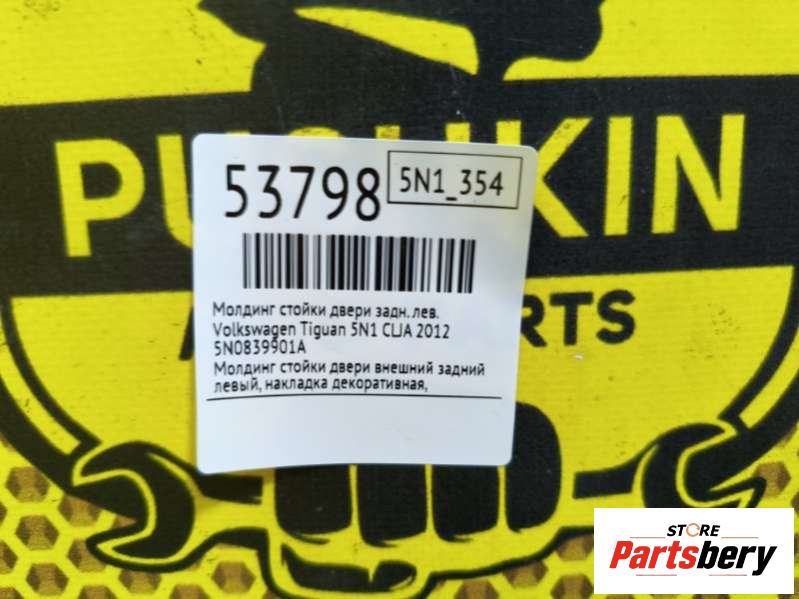 53798
5N1_354
Молдинг стойки двери задн. лев.
Volkswagen Tiguan 5N1 CLJA 2012
5N0839901A
Молдинг стойки двери внешний задний
левый, накладка декоративная,
STORE
Partsbery